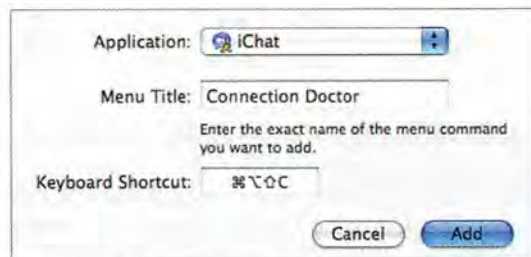 Application: iChat
Menu Title: Connection Doctor
Enter the exact name of the menu command
you want to add.
Keyboard Shortcut: ⌘⌥⇧C
Cancel Add